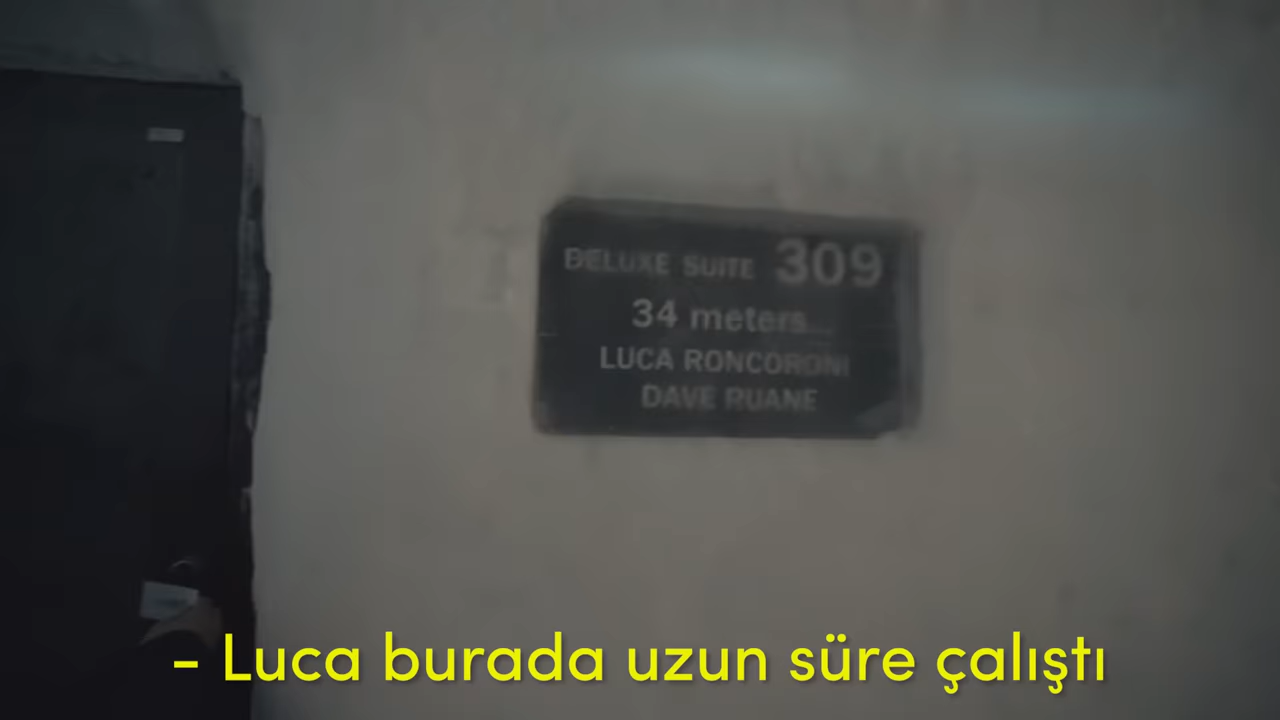 DELUXE SUITE 309
34 meters...
LUCA RONCORONI
DAVE RUANE
- Luca burada uzun süre çalıştı